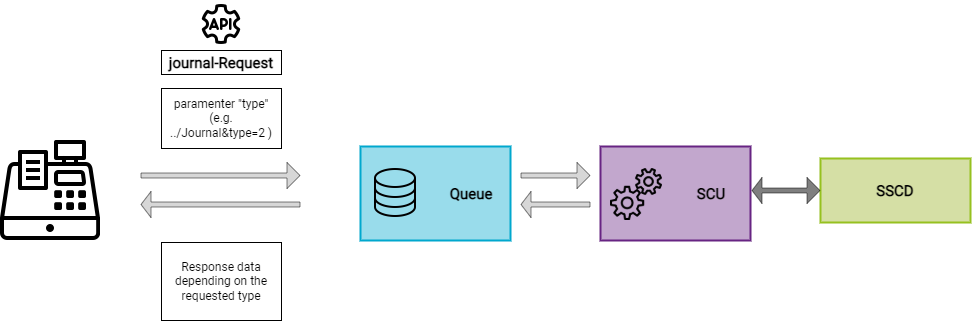 API
journal-Request
paramenter "type"
(e.g.
../Journal&type=2 )
Queue
SCU
SSCD
Response data
depending on the
requested type